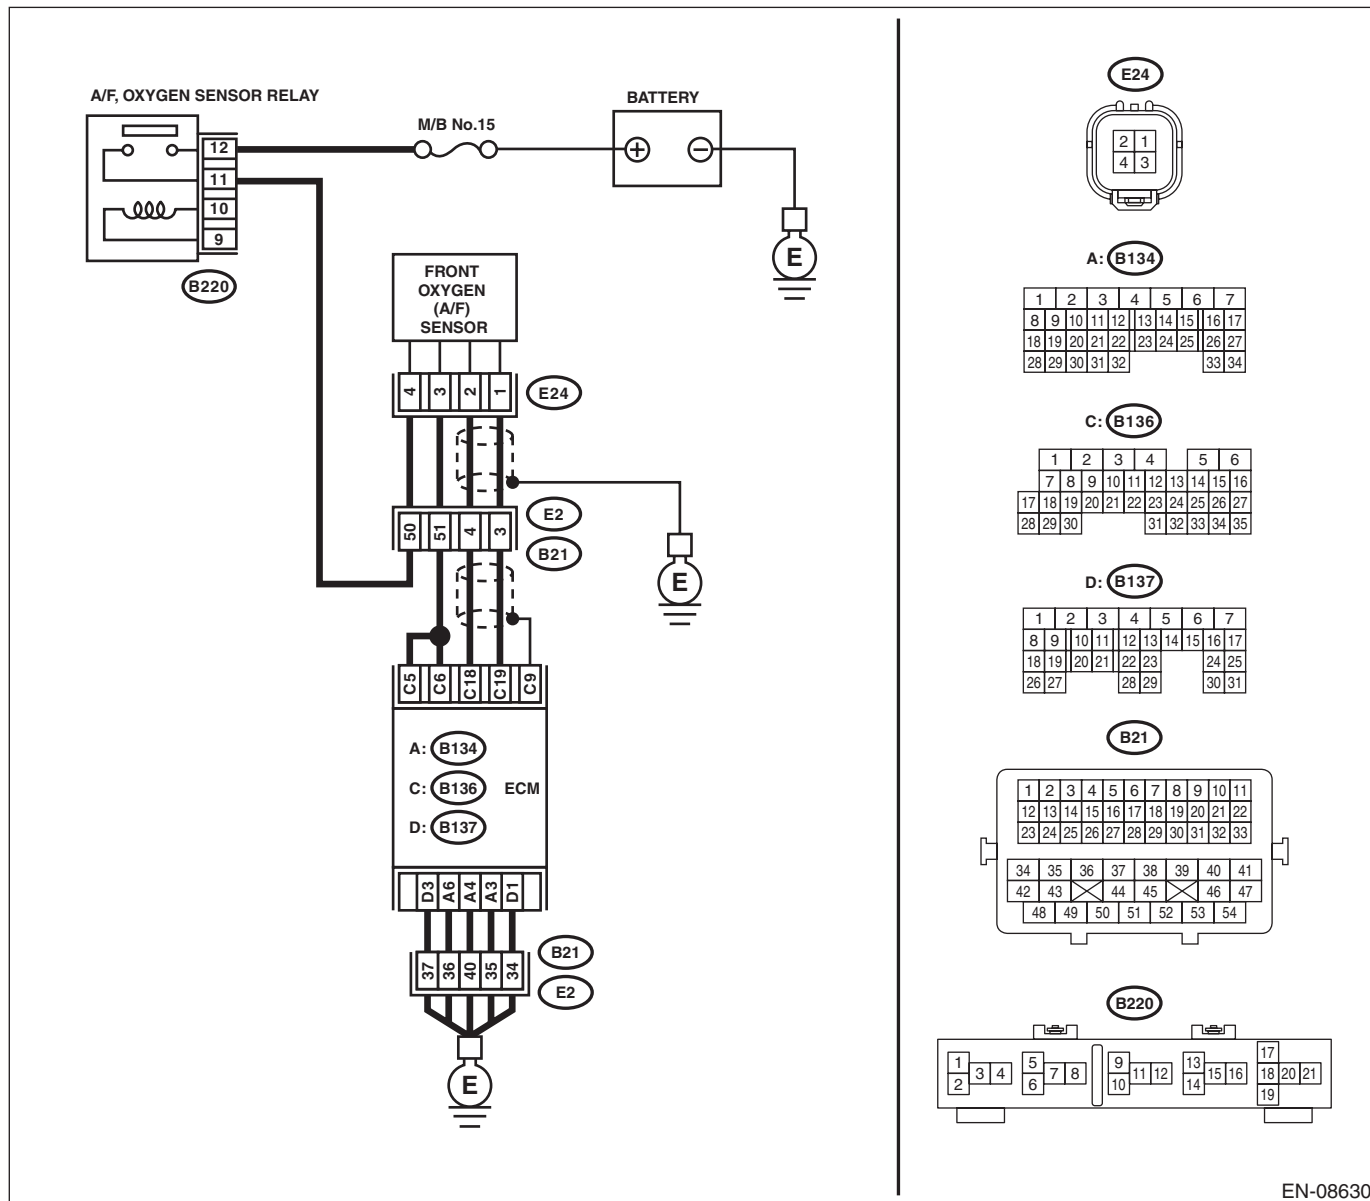 A/F, OXYGEN SENSOR RELAY
12
11
10
9
B220
M/B No.15
BATTERY
+ −
E
FRONT
OXYGEN
(A/F)
SENSOR
4 3 2 1
E24
E2
50 51 4 3
B21
E
C5 C6 C18 C19 C9
A: B134
C: B136 ECM
D: B137
D3 A6 A4 A3 D1
B21
37 36 40 35 34
E2
E
E24
2 1
4 3
A: B134
1 2 3 4 5 6 7
8 9 10 11 12 13 14 15 16 17
18 19 20 21 22 23 24 25 26 27
28 29 30 31 32 33 34
C: B136
1 2 3 4 5 6
7 8 9 10 11 12 13 14 15 16
17 18 19 20 21 22 23 24 25 26 27
28 29 30 31 32 33 34 35
D: B137
1 2 3 4 5 6 7
8 9 10 11 12 13 14 15 16 17
18 19 20 21 22 23 24 25
26 27 28 29 30 31
B21
1 2 3 4 5 6 7 8 9 10 11
12 13 14 15 16 17 18 19 20 21 22
23 24 25 26 27 28 29 30 31 32 33
34 35 36 37 38 39 40 41
42 43 44 45 46 47
48 49 50 51 52 53 54
B220
1 5 9 13 17
3 4 7 8 11 12 15 16 18 20 21
2 6 10 14 19
EN-08630